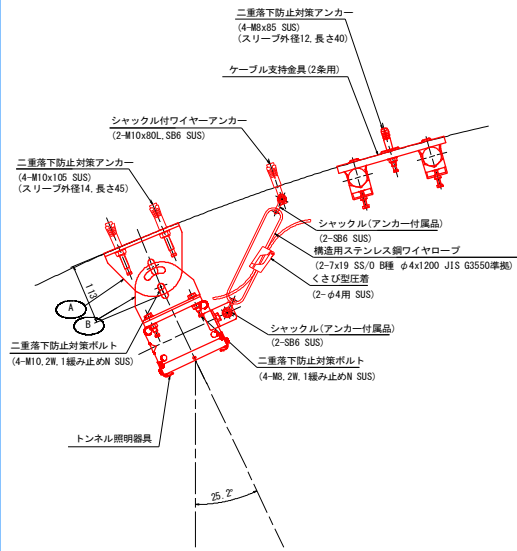 二重落下防止対策アンカー
(4-M8x85 SUS)
(スリーブ外径12, 長さ40)
ケーブル支持金具(2条用)
シャックル付ワイヤーアンカー
(2-M10x80L, SB6 SUS)
二重落下防止対策アンカー
(4-M10x105 SUS)
(スリーブ外径14, 長さ45)
シャックル(アンカー付属品)
(2-SB6 SUS)
構造用ステンレス鋼ワイヤロープ
(2-7x19 SS/O B種 φ4x1200 JIS G3550準拠)
くさび型圧着
(2-φ4用 SUS)
113
A
B
シャックル(アンカー付属品)
(2-SB6 SUS)
二重落下防止対策ボルト
(4-M10, 2W, 1緩み止めN SUS)
二重落下防止対策ボルト
(4-M8, 2W, 1緩み止めN SUS)
トンネル照明器具
25.2°